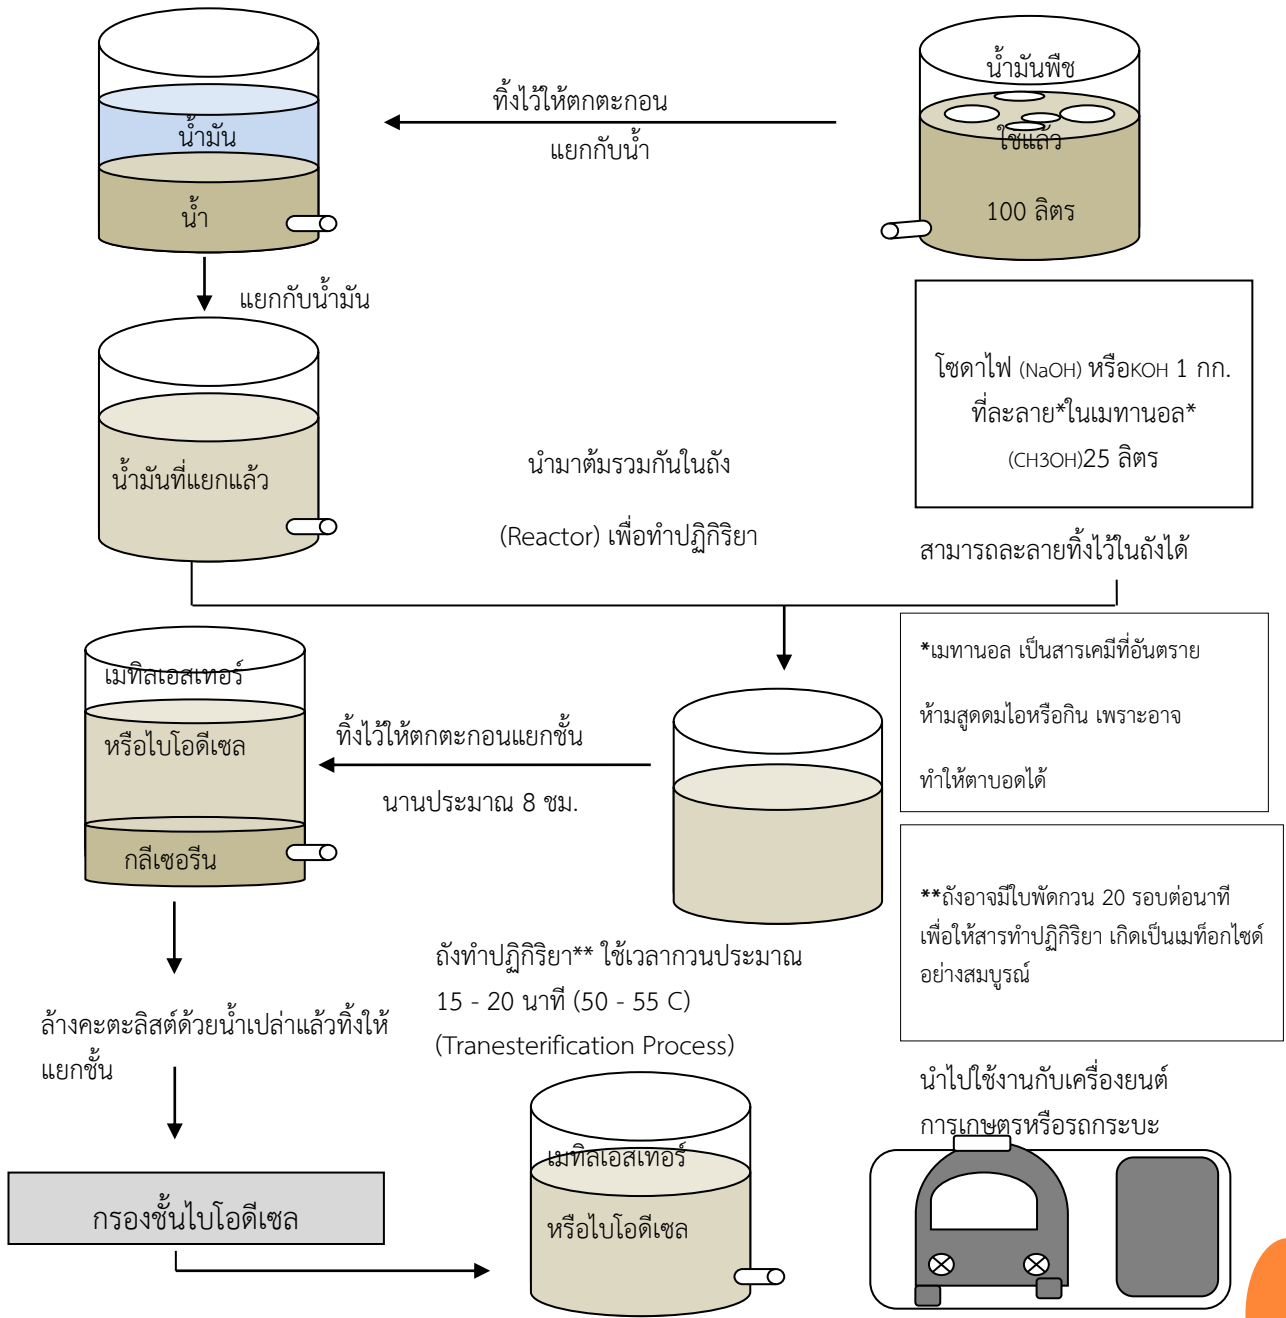 น้ำมันพืช
ใช้แล้ว
100 ลิตร
ทิ้งไว้ให้ตกตะกอน
แยกกับน้ำ
น้ำมัน
น้ำ
แยกกับน้ำมัน
น้ำมันที่แยกแล้ว
โซดาไฟ (NaOH) หรือKOH 1 กก.
ที่ละลาย*ในเมทานอล*
(CH3OH)25 ลิตร
สามารถละลายทิ้งไว้ในถังได้
นำมาต้มรวมกันในถัง
(Reactor) เพื่อทำปฏิกิริยา
*เมทานอล เป็นสารเคมีที่อันตราย
ห้ามสูดดมไอหรือกิน เพราะอาจ
ทำให้ตาบอดได้
**ถังอาจมีใบพัดกวน 20 รอบต่อนาที
เพื่อให้สารทำปฏิกิริยา เกิดเป็นเมท็อกไซด์
อย่างสมบูรณ์
ถังทำปฏิกิริยา** ใช้เวลากวนประมาณ
15 - 20 นาที (50 - 55 C)
(Tranesterification Process)
ทิ้งไว้ให้ตกตะกอนแยกชั้น
นานประมาณ 8 ชม.
เมทิลเอสเทอร์
หรือไบโอดีเซล
กลีเซอรีน
ล้างคะตะลิสต์ด้วยน้ำเปล่าแล้วทิ้งให้
แยกชั้น
กรองชั้นไบโอดีเซล
เมทิลเอสเทอร์
หรือไบโอดีเซล
นำไปใช้งานกับเครื่องยนต์
การเกษตรหรือรถกระบะ